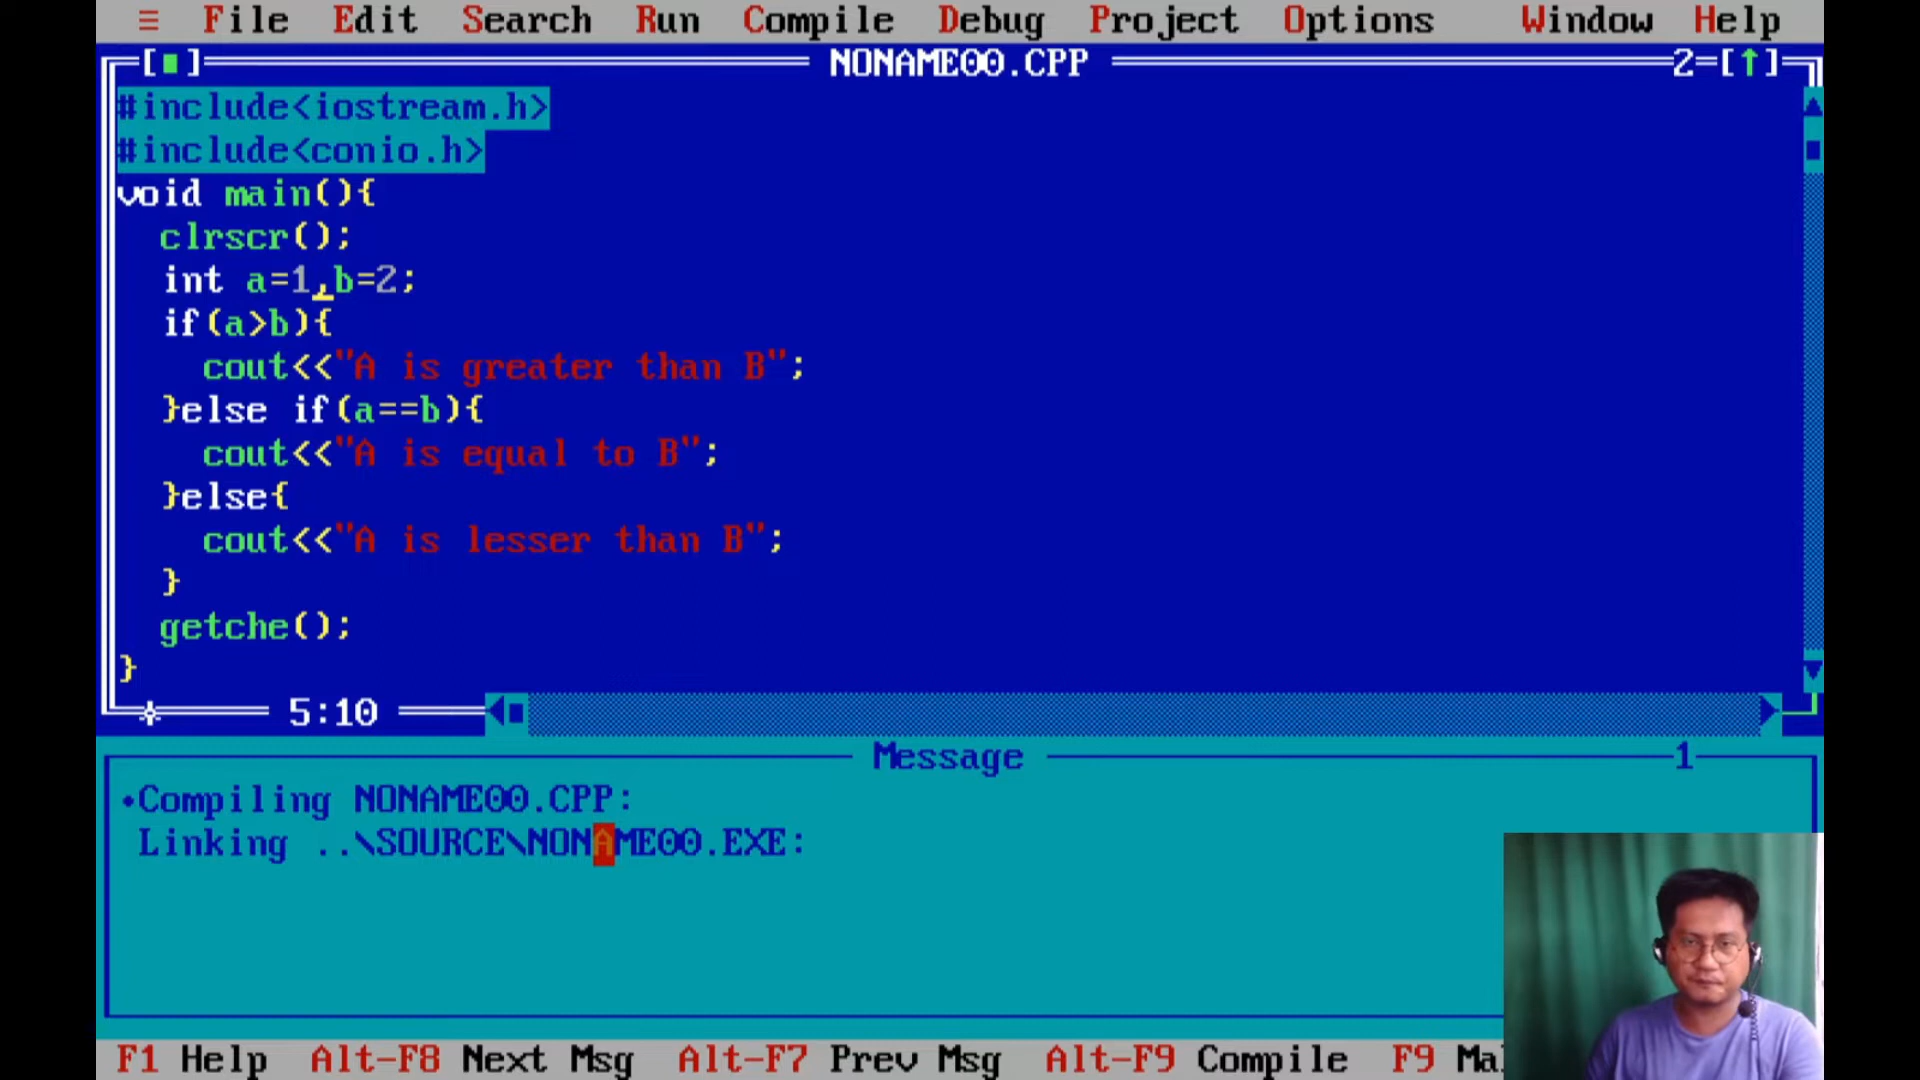 ≡ File Edit Search Run Compile Debug Project Options Window Help
[■] NONAME00.CPP 2=[↑]
#include<iostream.h>
#include<conio.h>
void main(){
clrscr();
int a=1,b=2;
if(a>b){
cout<<"A is greater than B";
}else if(a==b){
cout<<"A is equal to B";
}else{
cout<<"A is lesser than B";
}
getche();
}
5:10
Message 1
•Compiling NONAME00.CPP:
Linking ..\SOURCE\NONAME00.EXE:
F1 Help Alt-F8 Next Msg Alt-F7 Prev Msg Alt-F9 Compile F9